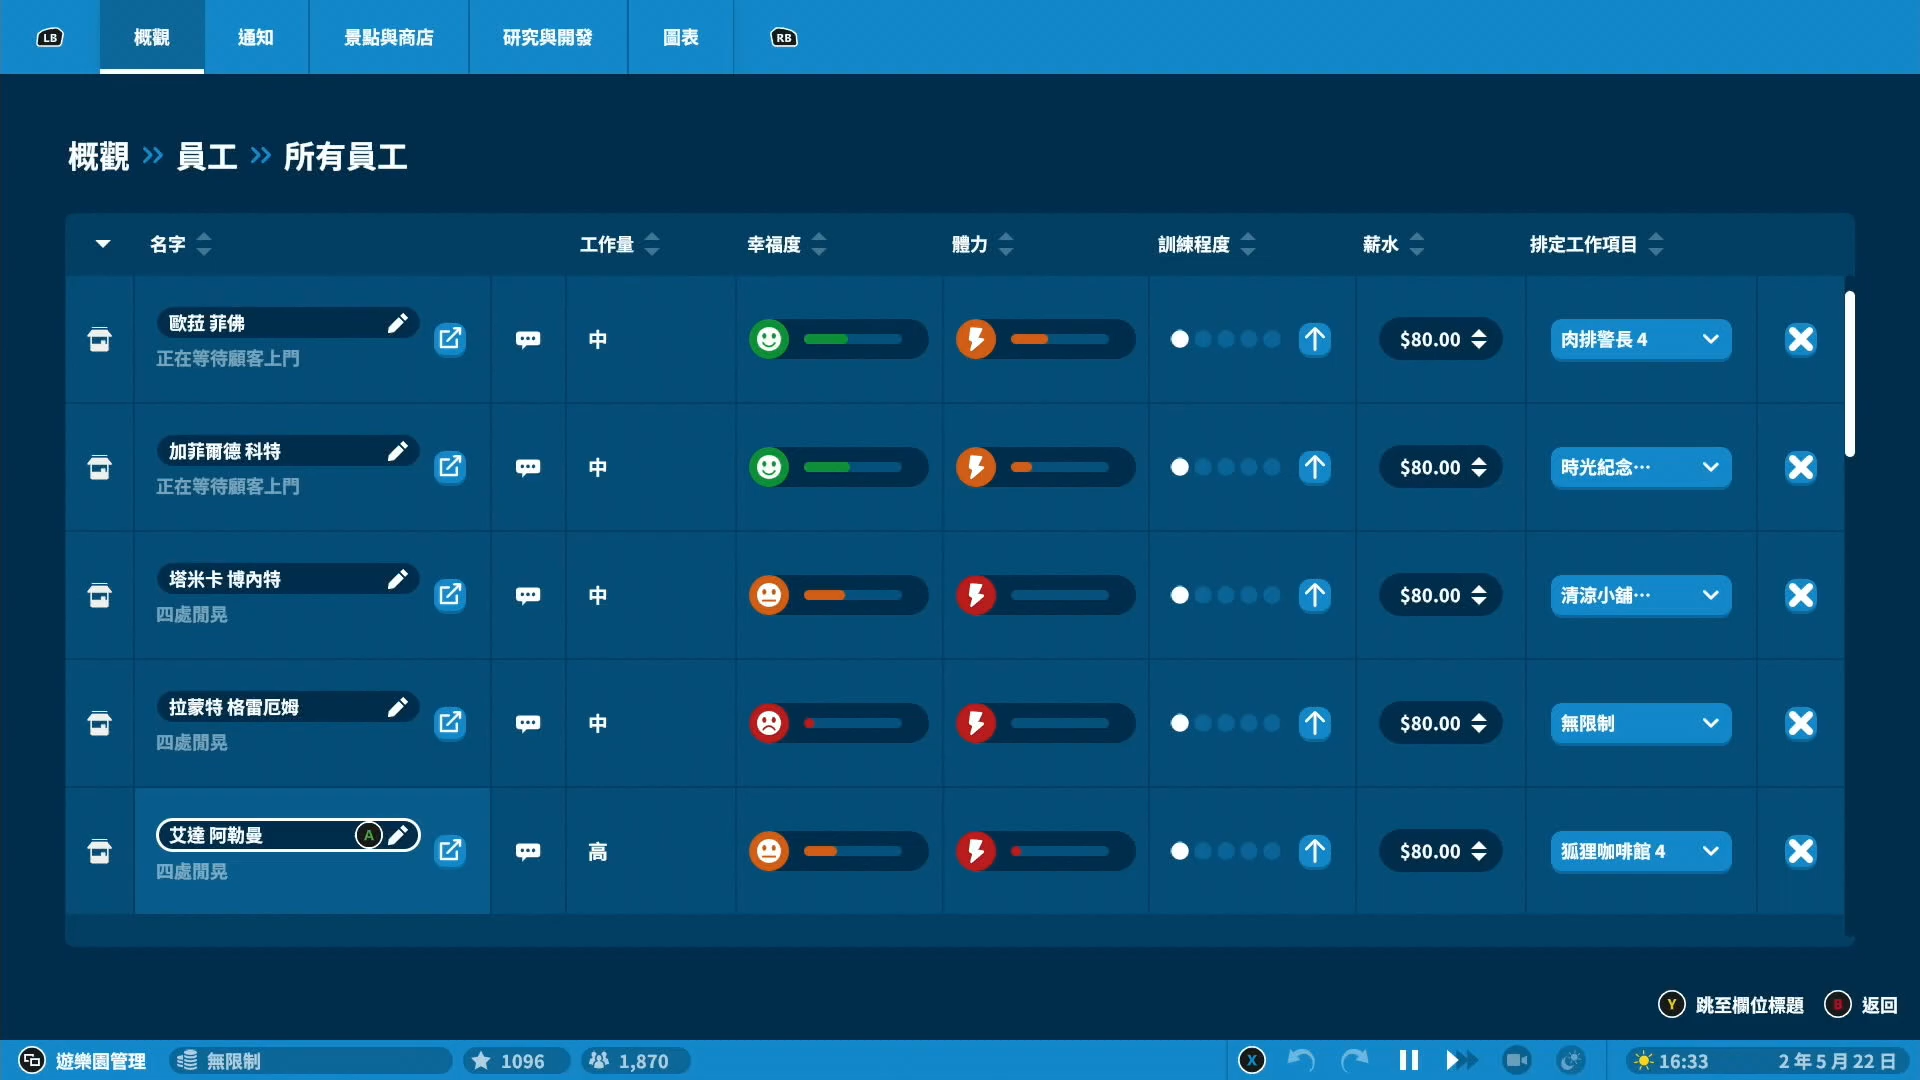 LB 概觀 通知 景點與商店 研究與開發 圖表 RB
概觀 » 員工 » 所有員工
名字 工作量 幸福度 體力 訓練程度 薪水 排定工作項目
歐菈 菲佛
正在等待顧客上門
中 $80.00 肉排警長 4
加菲爾德 科特
正在等待顧客上門
中 $80.00 時光紀念…
塔米卡 博內特
四處閒晃
中 $80.00 清涼小舖…
拉蒙特 格雷厄姆
四處閒晃
中 $80.00 無限制
艾達 阿勒曼 A
四處閒晃
高 $80.00 狐狸咖啡館 4
Y 跳至欄位標題 B 返回
遊樂園管理 無限制 1096 1,870 X 16:33 2 年 5 月 22 日